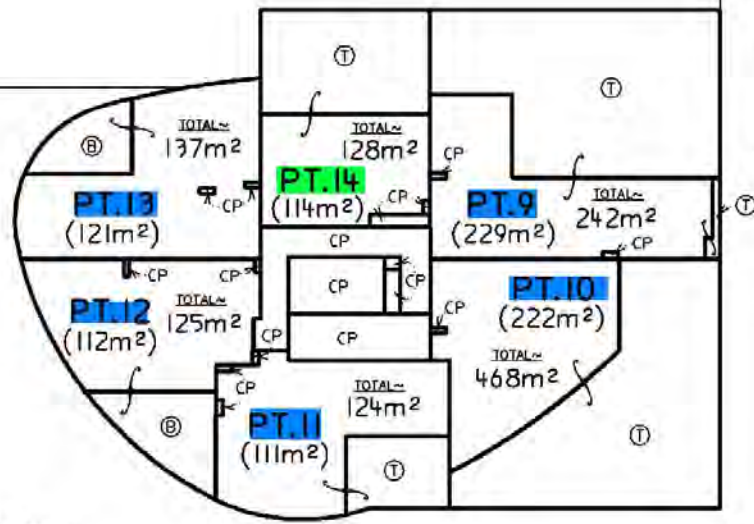 Ⓣ
Ⓣ
Ⓑ
TOTAL~
137m²
TOTAL~
128m²
CP
PT.13
(121m²)
CP
PT.14
(114m²)
CP
PT.9
(229m²)
TOTAL~
242m²
Ⓣ
CP
CP
CP
CP
CP
CP
CP
PT.12
(112m²)
TOTAL~
125m²
PT.10
(222m²)
CP
CP
CP
CP
TOTAL~
468m²
CP
TOTAL~
124m²
CP
Ⓑ
PT.11
(111m²)
Ⓣ
Ⓣ